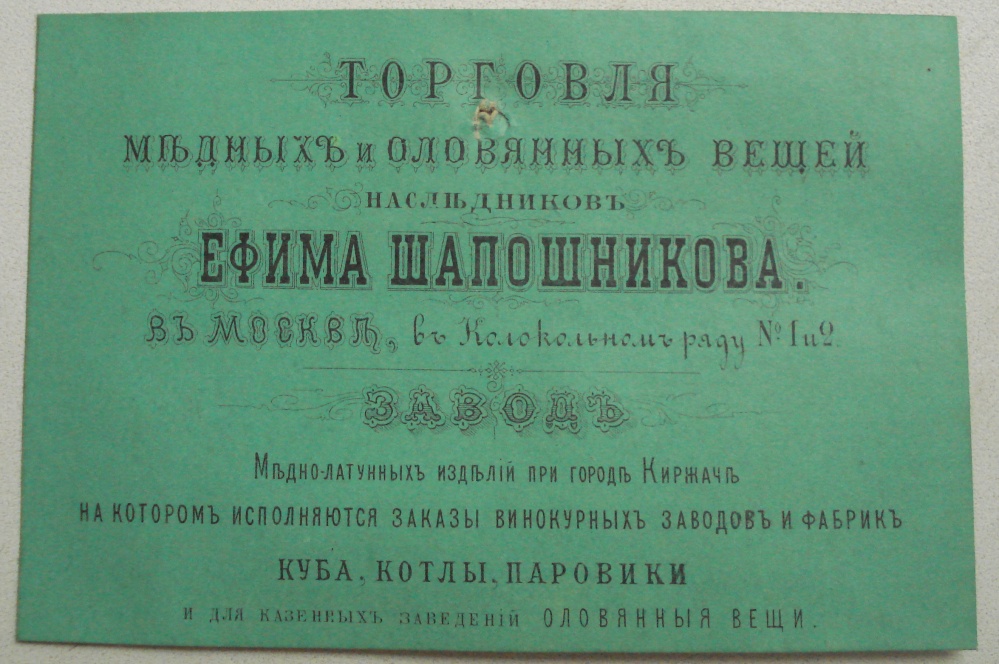 ТОРГОВЛЯ
МѢДНЫХЪ и ОЛОВЯННЫХЪ ВЕЩЕЙ
НАСЛѢДНИКОВЪ
ЕФИМА ШАПОШНИКОВА.
ВЪ МОСКВѢ, въ Колокольномъ ряду № 1 и 2.
ЗАВОДЪ
МѢДНО-ЛАТУННЫХЪ ИЗДѢЛІЙ ПРИ ГОРОДѢ КИРЖАЧѢ
НА КОТОРОМЪ ИСПОЛНЯЮТСЯ ЗАКАЗЫ ВИНОКУРНЫХЪ ЗАВОДОВЪ И ФАБРИКЪ
КУБА, КОТЛЫ, ПАРОВИКИ
И ДЛЯ КАЗЕННЫХЪ ЗАВЕДЕНІЙ ОЛОВЯННЫЯ ВЕЩИ.